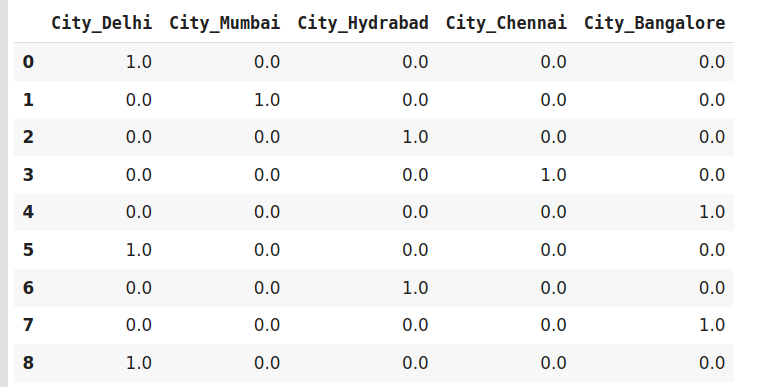 City_Delhi City_Mumbai City_Hydrabad City_Chennai City_Bangalore
0 1.0 0.0 0.0 0.0 0.0
1 0.0 1.0 0.0 0.0 0.0
2 0.0 0.0 1.0 0.0 0.0
3 0.0 0.0 0.0 1.0 0.0
4 0.0 0.0 0.0 0.0 1.0
5 1.0 0.0 0.0 0.0 0.0
6 0.0 0.0 1.0 0.0 0.0
7 0.0 0.0 0.0 0.0 1.0
8 1.0 0.0 0.0 0.0 0.0